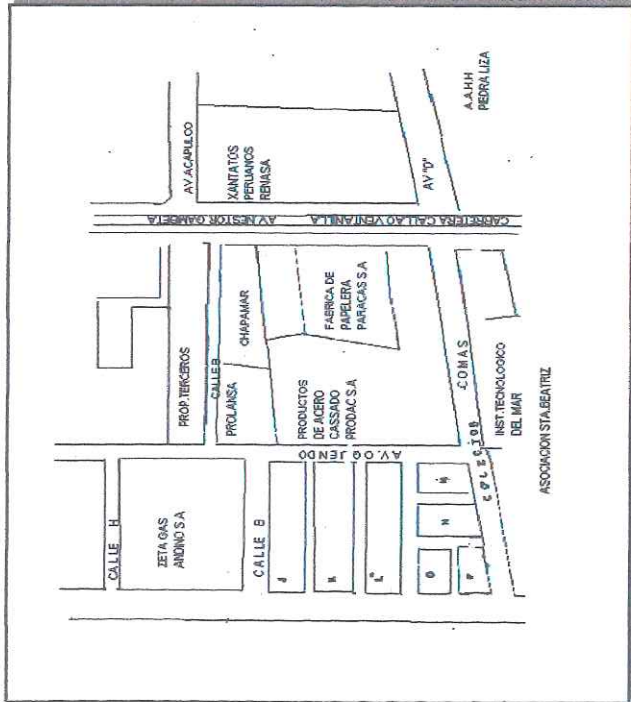 AV. ACAPULCO
XANTATOS
PERUANOS
RENASA
AV "D"
A.A.H.H
PIEDRA LIZA
AV. NESTOR GAMBETA
CARRETERA CALLAO VENTANILLA
PROP. TERCEROS
CALLE B
CHAPAMAR
PROLANSA
FABRICA DE
PAPELERA
PARACAS S.A
PRODUCTOS
DE ACERO
CASSADO
PRODAC S.A
COLECTOR COMAS
INST. TECNOLOGICO
DEL MAR
ASOCIACION STA. BEATRIZ
AV. OQUENDO
CALLE H
ZETA GAS
ANDINO S.A
CALLE B
J
K
L
M
N
O
P